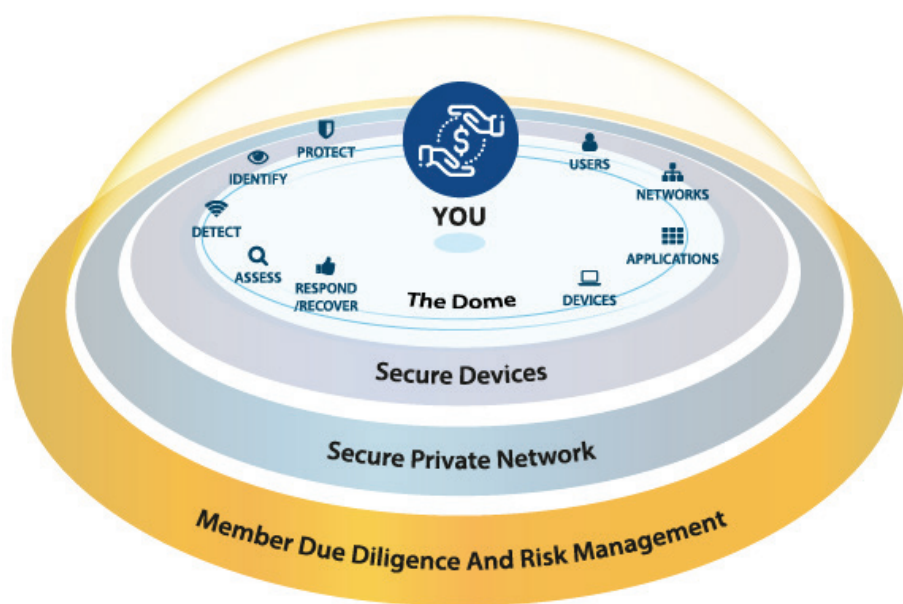 PROTECT
IDENTIFY
DETECT
ASSESS
RESPOND
/RECOVER
$
YOU
USERS
NETWORKS
APPLICATIONS
DEVICES
The Dome
Secure Devices
Secure Private Network
Member Due Diligence And Risk Management